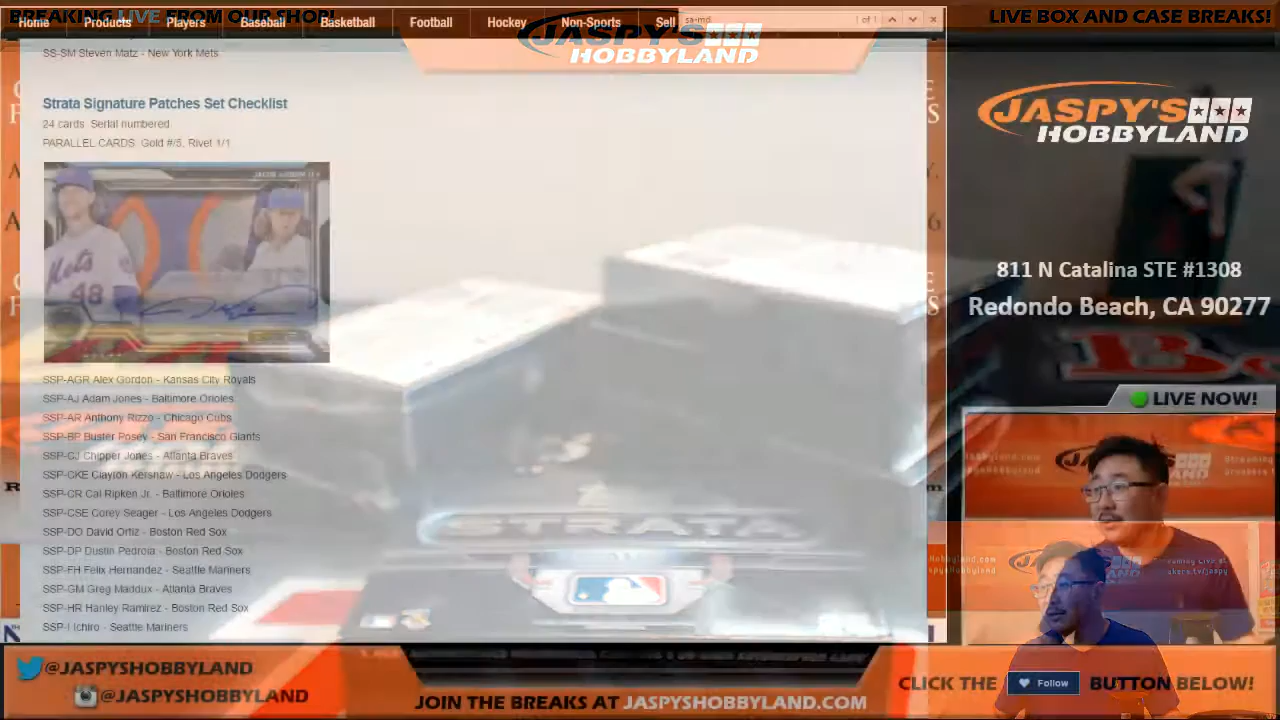 BREAKING LIVE FROM OUR SHOP!
Home Products Players Baseball Basketball Football Hockey Non-Sports Sell
sa-md 1 of 1
JASPY'S
HOBBYLAND
LIVE BOX AND CASE BREAKS!
SS-SM Steven Matz - New York Mets
Strata Signature Patches Set Checklist
24 cards. Serial numbered.
PARALLEL CARDS: Gold #/5, Rivet 1/1
Mets
48
SSP-AGR Alex Gordon - Kansas City Royals
SSP-AJ Adam Jones - Baltimore Orioles
SSP-AR Anthony Rizzo - Chicago Cubs
SSP-BP Buster Posey - San Francisco Giants
SSP-CJ Chipper Jones - Atlanta Braves
SSP-CKE Clayton Kershaw - Los Angeles Dodgers
SSP-CR Cal Ripken Jr. - Baltimore Orioles
SSP-CSE Corey Seager - Los Angeles Dodgers
SSP-DO David Ortiz - Boston Red Sox
SSP-DP Dustin Pedroia - Boston Red Sox
SSP-FH Felix Hernandez - Seattle Mariners
SSP-GM Greg Maddux - Atlanta Braves
SSP-HR Hanley Ramirez - Boston Red Sox
SSP-I Ichiro - Seattle Mariners
STRATA
JASPY'S
HOBBYLAND
811 N Catalina STE #1308
Redondo Beach, CA 90277
LIVE NOW!
@JASPYSHOBBYLAND
@JASPYSHOBBYLAND
JOIN THE BREAKS AT JASPYSHOBBYLAND.COM
CLICK THE Follow BUTTON BELOW!